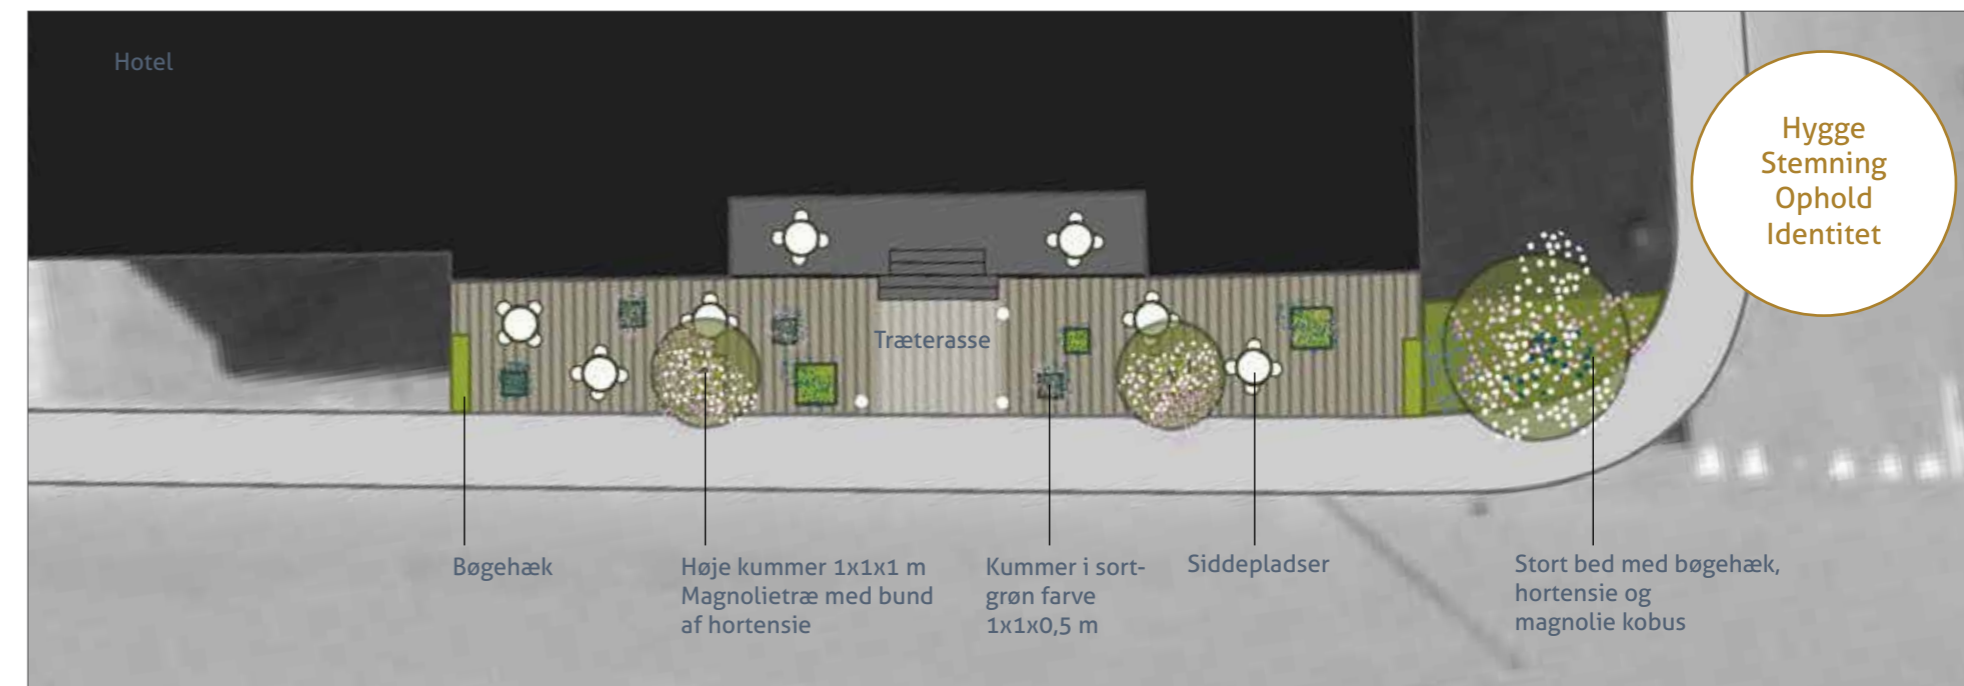 Hotel
Hygge
Stemning
Ophold
Identitet
Træterasse
Bøgehæk
Høje kummer 1x1x1 m
Magnolietræ med bund
af hortensie
Kummer i sort-
grøn farve
1x1x0,5 m
Siddepladser
Stort bed med bøgehæk,
hortensie og
magnolie kobus